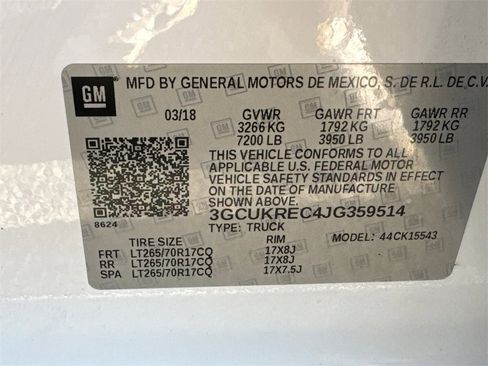 GM MFD BY GENERAL MOTORS DE MEXICO, S. DE R.L. DE C.V.
03/18 GVWR GAWR FRT GAWR RR
3266 KG 1792 KG 1792 KG
7200 LB 3950 LB 3950 LB
THIS VEHICLE CONFORMS TO ALL
APPLICABLE U.S. FEDERAL MOTOR
VEHICLE SAFETY STANDARDS IN
EFFECT ON THE DATE OF MANUFACTURE
SHOWN ABOVE.
3GCUKREC4JG359514
8624
TYPE: TRUCK MODEL: 44CK15543
TIRE SIZE RIM
FRT LT265/70R17CQ 17X8J
RR LT265/70R17CQ 17X8J
SPA LT265/70R17CQ 17X7.5J